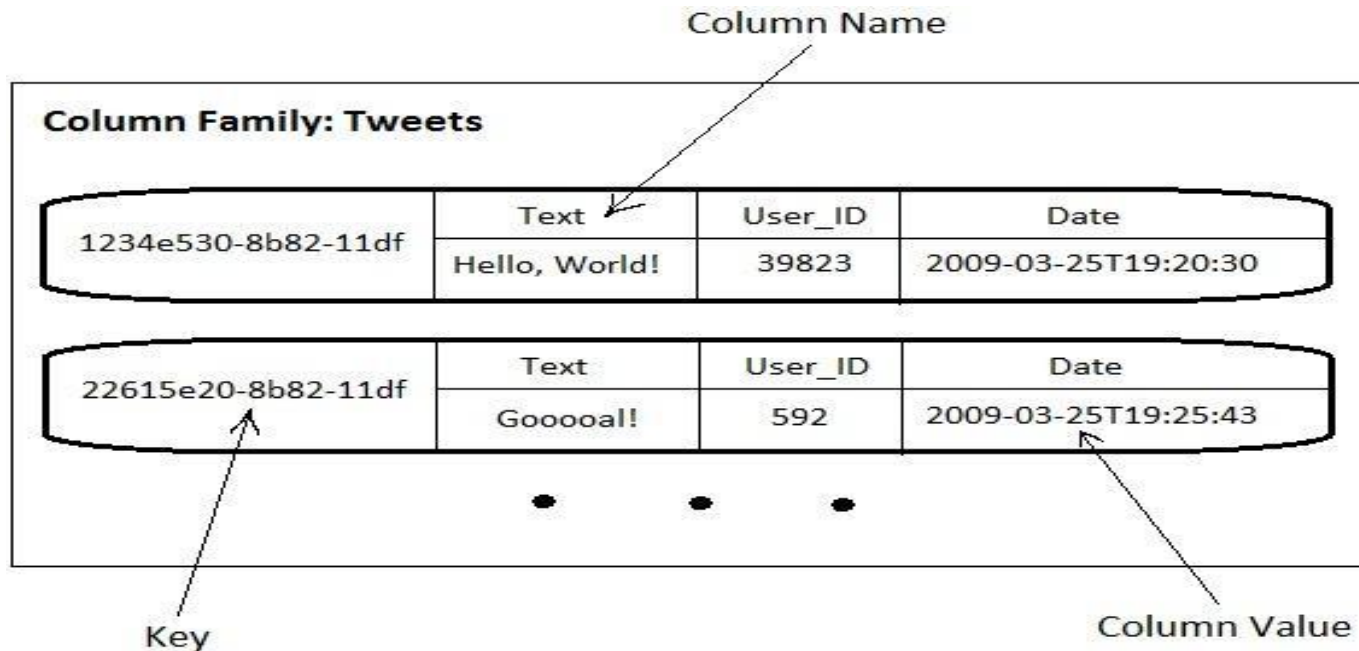 Column Name
Column Family: Tweets
Text User_ID Date
1234e530-8b82-11df
Hello, World! 39823 2009-03-25T19:20:30
Text User_ID Date
22615e20-8b82-11df
Gooooal! 592 2009-03-25T19:25:43
Key
Column Value